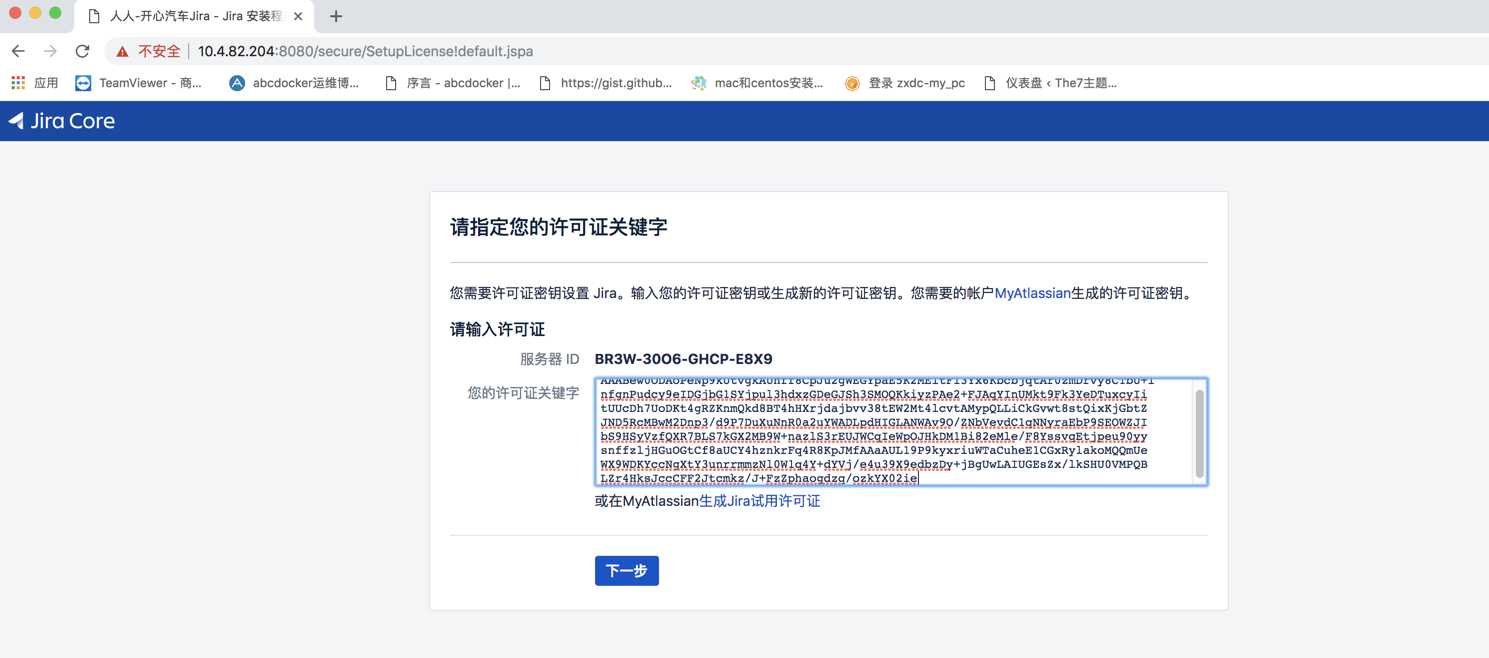 人人-开心汽车Jira - Jira 安装程
不安全 10.4.82.204:8080/secure/SetupLicense!default.jspa
应用 TeamViewer - 商... abcdocker运维博... 序言 - abcdocker |... https://gist.github... mac和centos安装... 登录 zxdc-my_pc 仪表盘 ‹ The7主题...
Jira Core
请指定您的许可证关键字
您需要许可证密钥设置 Jira。输入您的许可证密钥或生成新的许可证密钥。您需要的帐户MyAtlassian生成的许可证密钥。
请输入许可证
服务器 ID BR3W-30O6-GHCP-E8X9
您的许可证关键字
nfgnPudcy9eIDGjbG1SYjpul3hdxzGDeGJSh3SMOQKkiyzPAe2+FJAqYInUMkt9Fk3YeDTuxcyIi
tUUcDh7UoDKt4gRZKnmQkd8BT4hHXrjdajbvv38tEW2Mt4lcvtAMypQLLiCkGvwt8stQixKjGbtZ
JND5RcMBwM2Dnp3/d9P7DuXuNnR0a2uYWADLpdHIGLANWAv9O/ZNbVevdC1qNNyraEbP9SEOWZJI
bS9HSyVzfQXR7BLS7kGX2MB9W+nazlS3rEUJWCqIeWpOJHkDM1Bi82eMle/F8YssvqEtjpeu90yy
snffzljHGuOGtCf8aUCY4hznkrFq4R8KpJMfAAaAUL19P9kyxriuWTaCuheE1CGxRylakoMQQmUe
WX9WDKYccNgXtY3unrrmmzNl0W1q4Y+dYVj/e4u39X9edbzDy+jBgUwLAIUGEsZx/lkSHU0VMPQB
LZr4HksJccCFF2Jtcmkz/J+FzZphaogdzg/ozkYX02ie
或在MyAtlassian生成Jira试用许可证
下一步